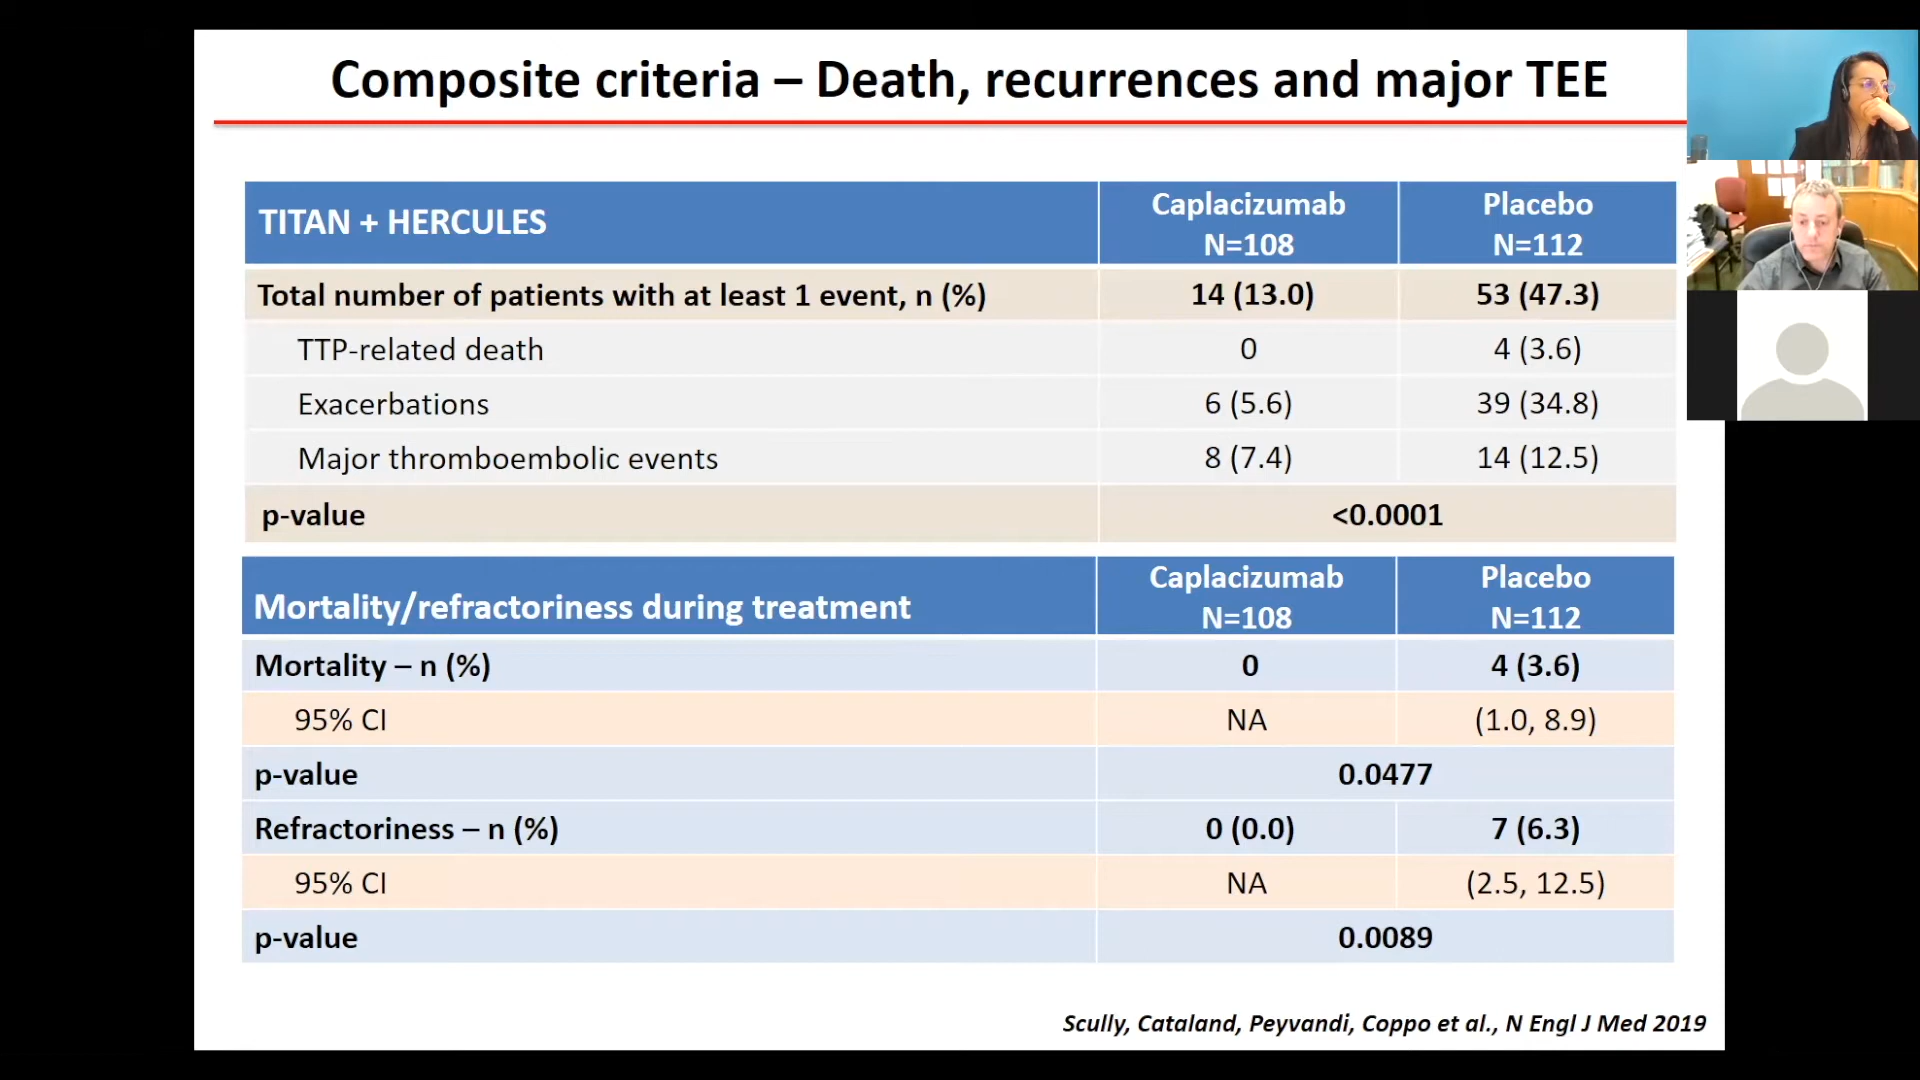 Composite criteria – Death, recurrences and major TEE
TITAN + HERCULES
Caplacizumab
N=108
Placebo
N=112
Total number of patients with at least 1 event, n (%) 14 (13.0) 53 (47.3)
TTP-related death 0 4 (3.6)
Exacerbations 6 (5.6) 39 (34.8)
Major thromboembolic events 8 (7.4) 14 (12.5)
p-value <0.0001
Mortality/refractoriness during treatment
Caplacizumab
N=108
Placebo
N=112
Mortality – n (%) 0 4 (3.6)
95% CI NA (1.0, 8.9)
p-value 0.0477
Refractoriness – n (%) 0 (0.0) 7 (6.3)
95% CI NA (2.5, 12.5)
p-value 0.0089
Scully, Cataland, Peyvandi, Coppo et al., N Engl J Med 2019